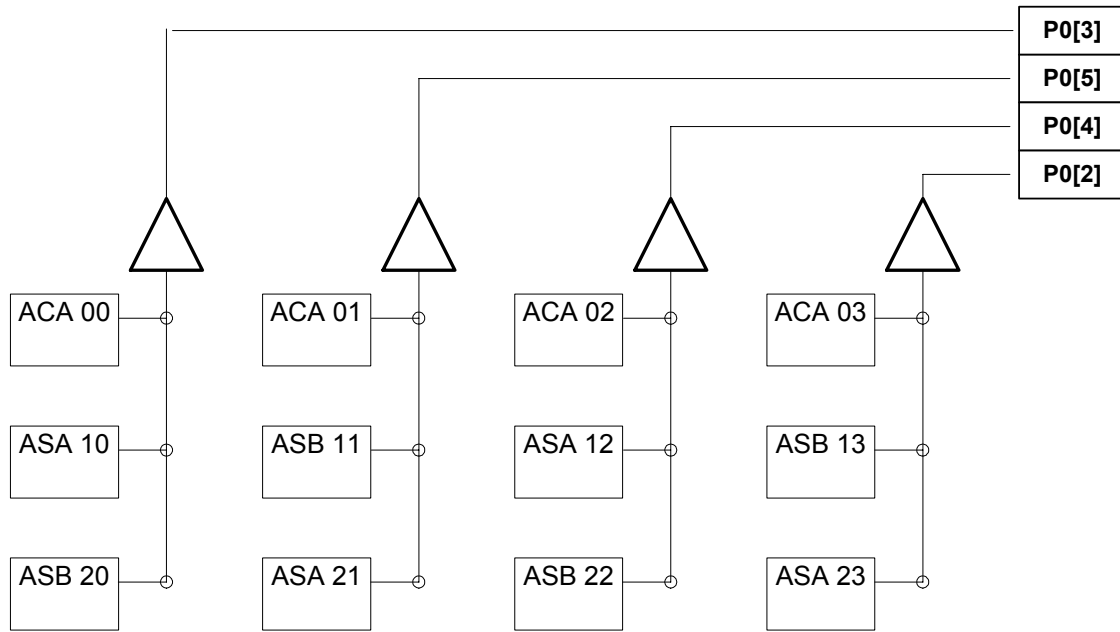 P0[3]
P0[5]
P0[4]
P0[2]
ACA 00
ACA 01
ACA 02
ACA 03
ASA 10
ASB 11
ASA 12
ASB 13
ASB 20
ASA 21
ASB 22
ASA 23